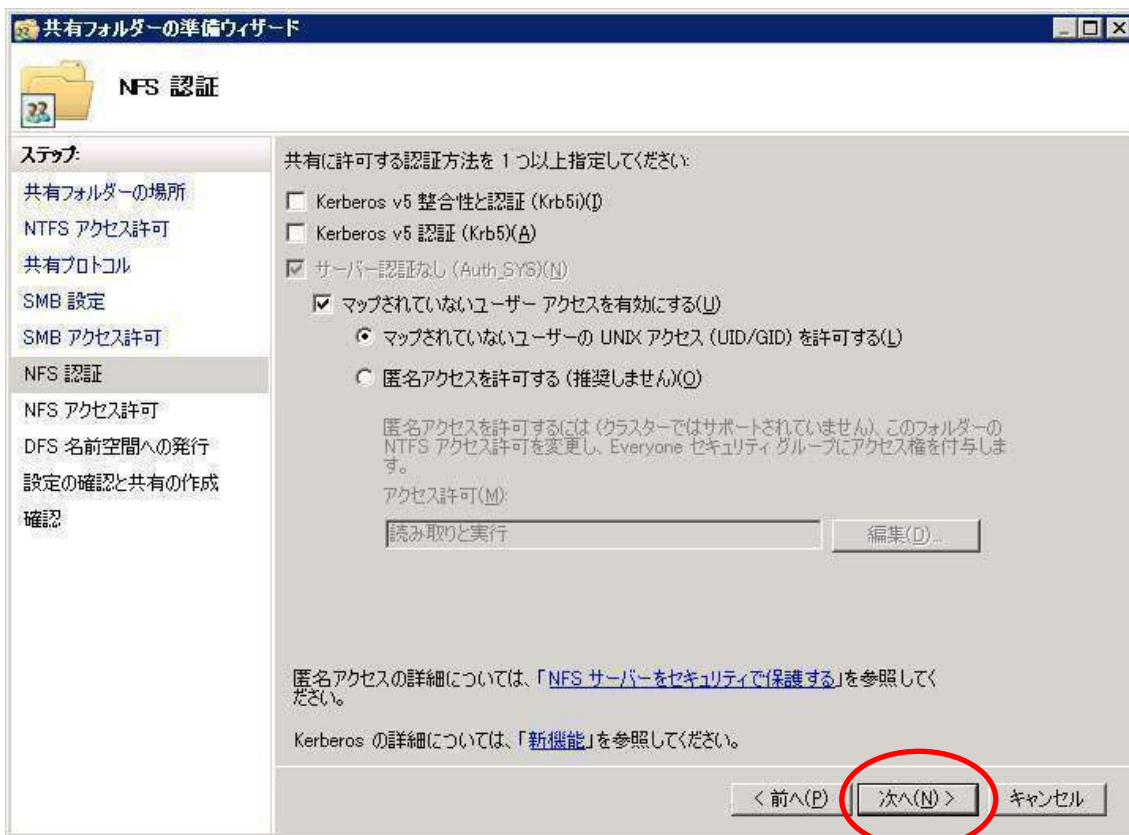 共有フォルダーの準備ウィザード
NFS 認証
ステップ:
共有フォルダーの場所
NTFS アクセス許可
共有プロトコル
SMB 設定
SMB アクセス許可
NFS 認証
NFS アクセス許可
DFS 名前空間への発行
設定の確認と共有の作成
確認
共有に許可する認証方法を 1 つ以上指定してください:
Kerberos v5 整合性と認証 (Krb5i)(I)
Kerberos v5 認証 (Krb5)(A)
サーバー認証なし (Auth_SYS)(N)
マップされていないユーザー アクセスを有効にする(U)
マップされていないユーザーの UNIX アクセス (UID/GID) を許可する(L)
匿名アクセスを許可する (推奨しません)(O)
匿名アクセスを許可するには (クラスターではサポートされていません)、このフォルダーの
NTFS アクセス許可を変更し、Everyone セキュリティ グループにアクセス権を付与しま
す。
アクセス許可(M):
読み取りと実行
編集(D)...
匿名アクセスの詳細については、「NFS サーバーをセキュリティで保護する」を参照してく
ださい。
Kerberos の詳細については、「新機能」を参照してください。
< 前へ(P)
次へ(N) >
キャンセル